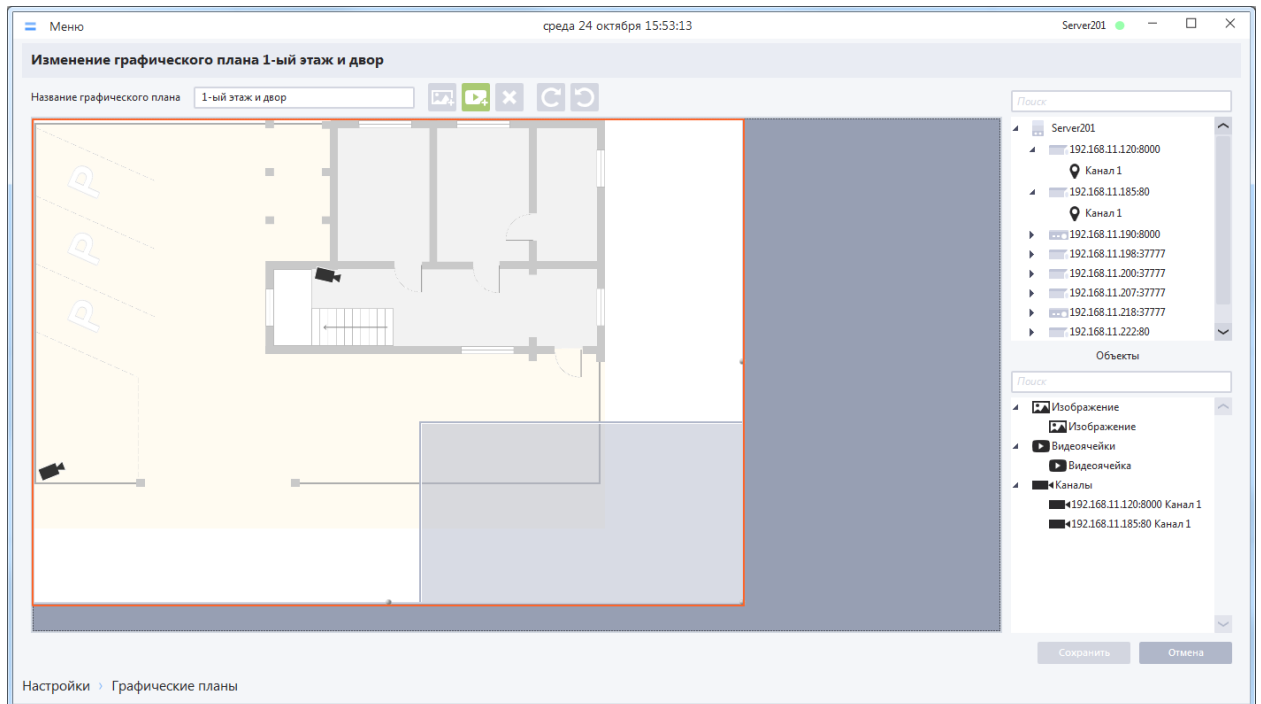 Меню
среда 24 октября 15:53:13
Server201
Изменение графического плана 1-ый этаж и двор
Название графического плана
1-ый этаж и двор
P
P
P
Поиск
Server201
192.168.11.120:8000
Канал 1
192.168.11.185:80
Канал 1
192.168.11.190:8000
192.168.11.198:37777
192.168.11.200:37777
192.168.11.207:37777
192.168.11.218:37777
192.168.11.222:80
Объекты
Поиск
Изображение
Изображение
Видеоячейки
Видеоячейка
Каналы
192.168.11.120:8000 Канал 1
192.168.11.185:80 Канал 1
Сохранить
Отмена
Настройки › Графические планы